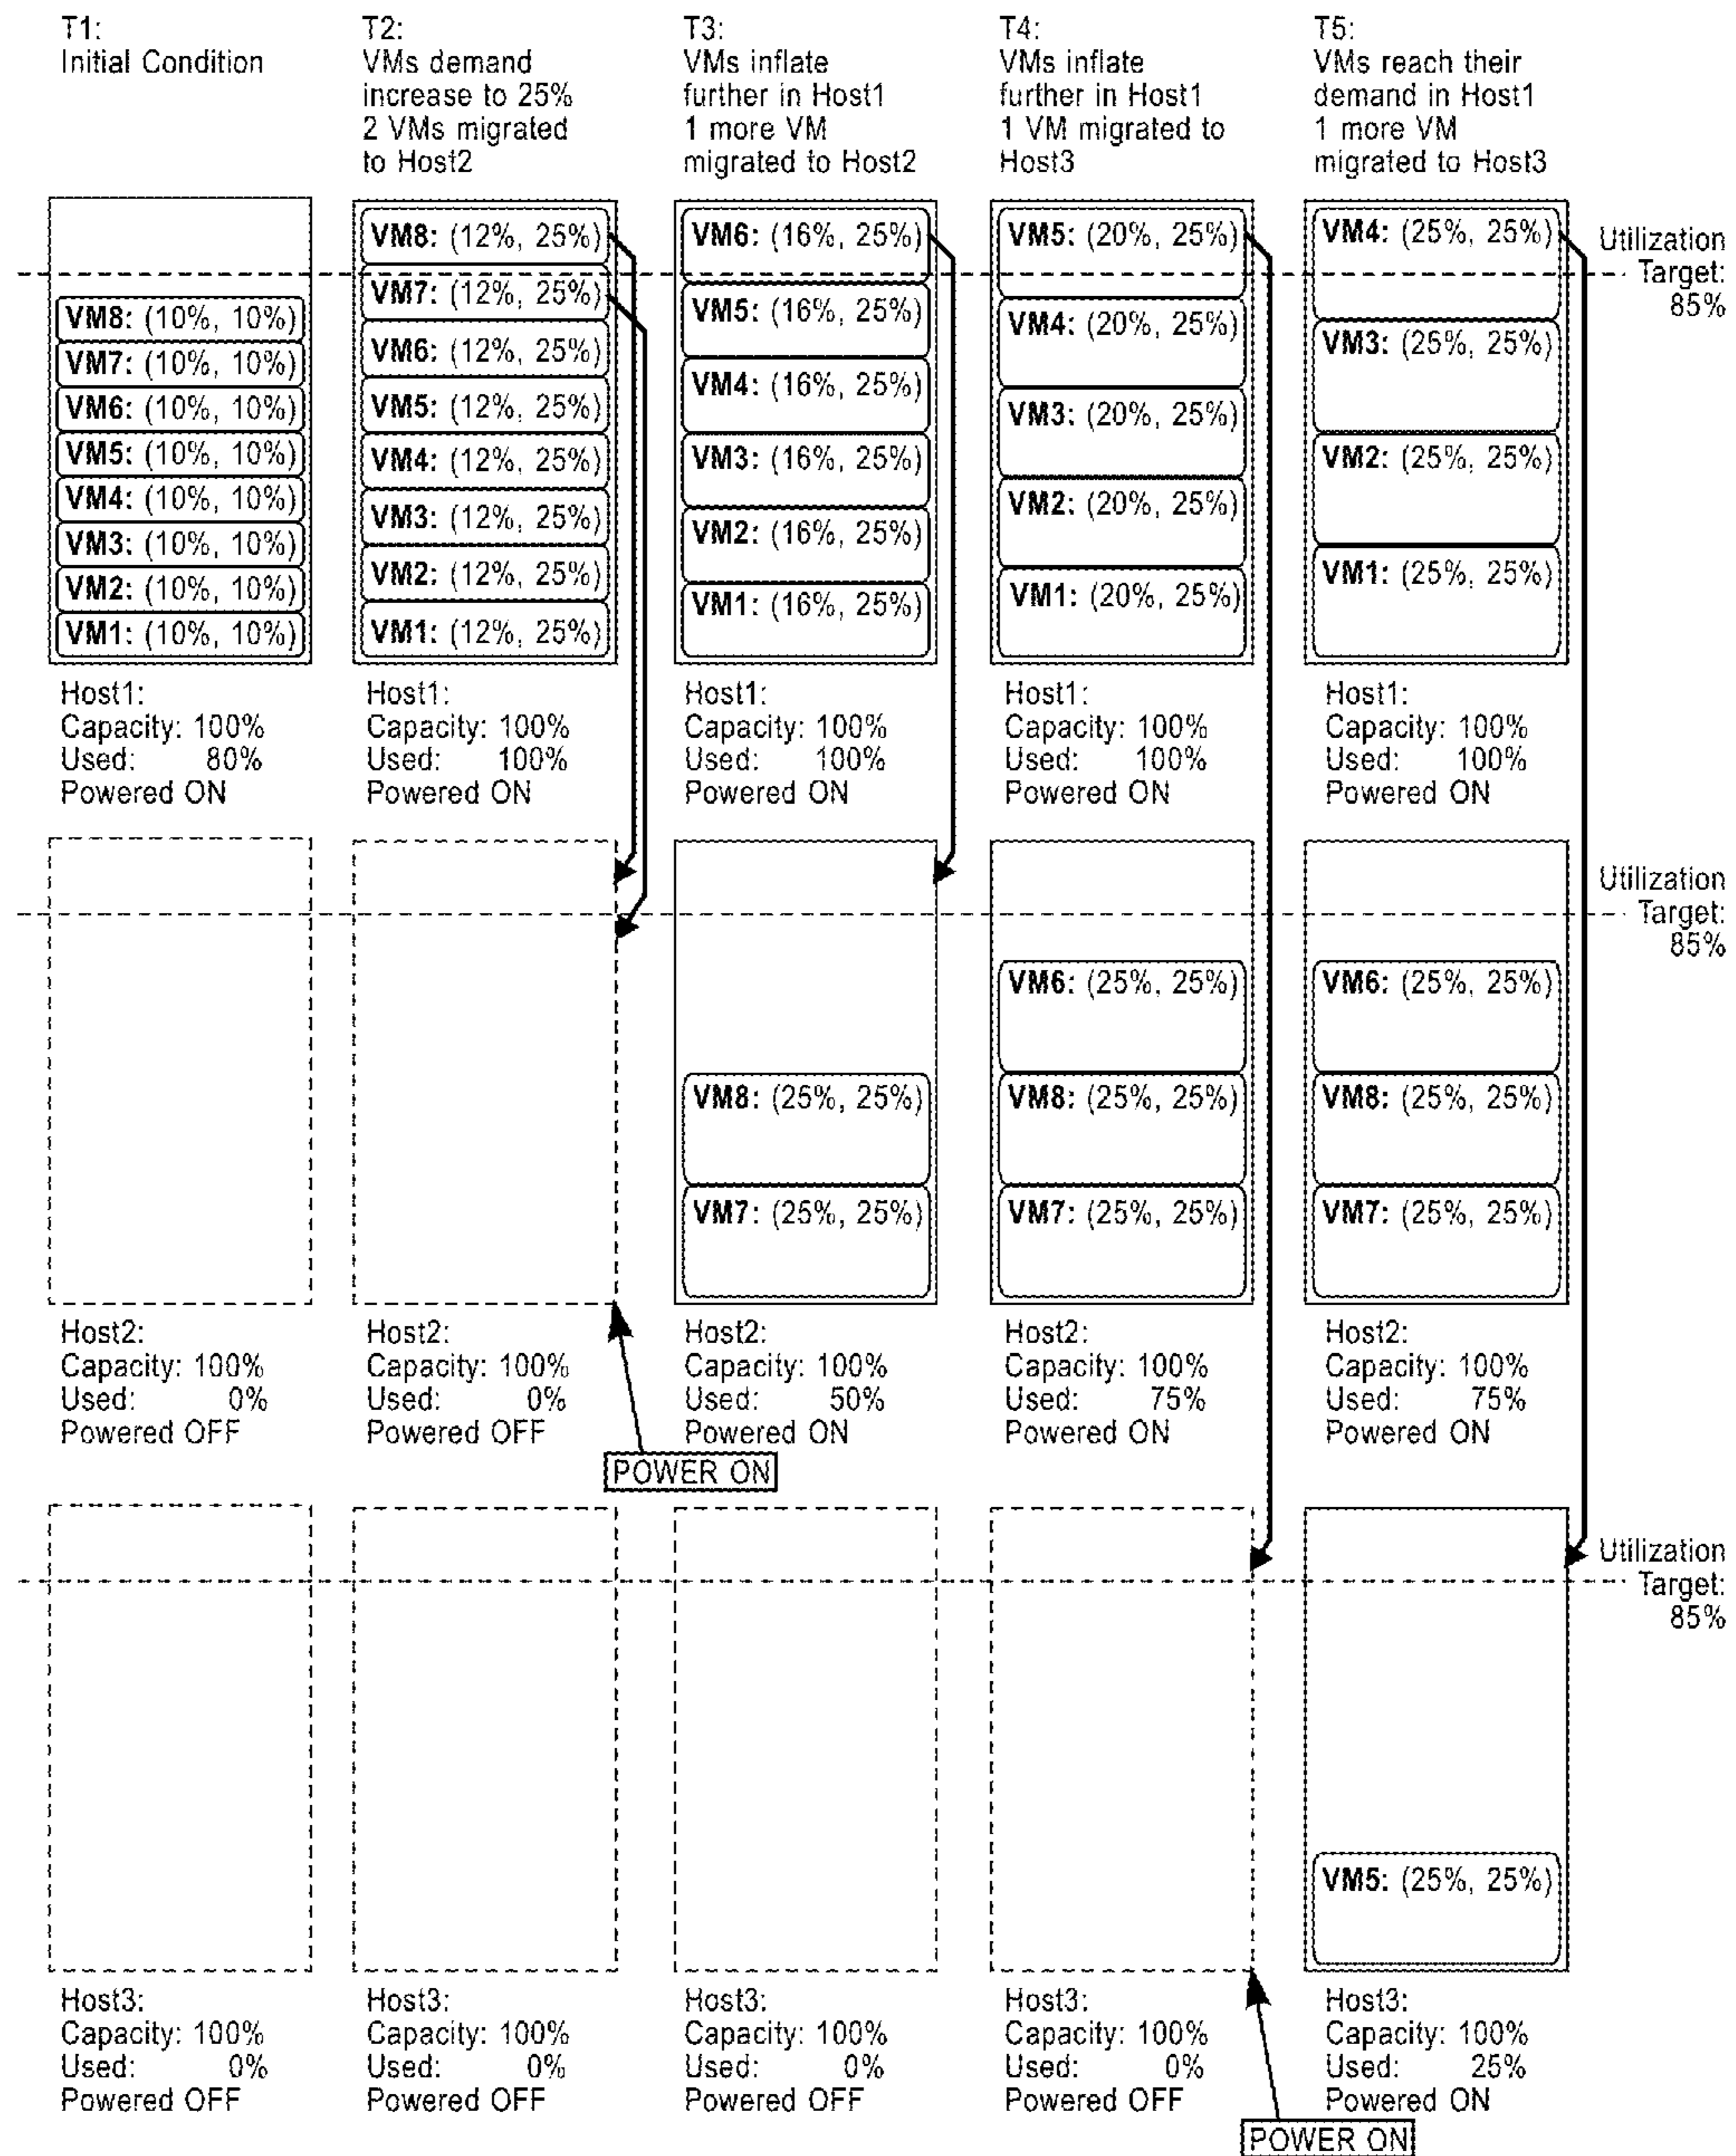 T1:
Initial Condition
T2:
VMs demand
increase to 25%
2 VMs migrated
to Host2
T3:
VMs inflate
further in Host1
1 more VM
migrated to Host2
T4:
VMs inflate
further in Host1
1 VM migrated to
Host3
T5:
VMs reach their
demand in Host1
1 more VM
migrated to Host3
VM8: (10%, 10%)
VM7: (10%, 10%)
VM6: (10%, 10%)
VM5: (10%, 10%)
VM4: (10%, 10%)
VM3: (10%, 10%)
VM2: (10%, 10%)
VM1: (10%, 10%)
Host1:
Capacity: 100%
Used: 80%
Powered ON
VM8: (12%, 25%)
VM7: (12%, 25%)
VM6: (12%, 25%)
VM5: (12%, 25%)
VM4: (12%, 25%)
VM3: (12%, 25%)
VM2: (12%, 25%)
VM1: (12%, 25%)
Host1:
Capacity: 100%
Used: 100%
Powered ON
VM6: (16%, 25%)
VM5: (16%, 25%)
VM4: (16%, 25%)
VM3: (16%, 25%)
VM2: (16%, 25%)
VM1: (16%, 25%)
Host1:
Capacity: 100%
Used: 100%
Powered ON
VM5: (20%, 25%)
VM4: (20%, 25%)
VM3: (20%, 25%)
VM2: (20%, 25%)
VM1: (20%, 25%)
Host1:
Capacity: 100%
Used: 100%
Powered ON
VM4: (25%, 25%)
VM3: (25%, 25%)
VM2: (25%, 25%)
VM1: (25%, 25%)
Host1:
Capacity: 100%
Used: 100%
Powered ON
Utilization
Target:
85%
Host2:
Capacity: 100%
Used: 0%
Powered OFF
Host2:
Capacity: 100%
Used: 0%
Powered OFF
POWER ON
VM8: (25%, 25%)
VM7: (25%, 25%)
Host2:
Capacity: 100%
Used: 50%
Powered ON
VM6: (25%, 25%)
VM8: (25%, 25%)
VM7: (25%, 25%)
Host2:
Capacity: 100%
Used: 75%
Powered ON
VM6: (25%, 25%)
VM8: (25%, 25%)
VM7: (25%, 25%)
Host2:
Capacity: 100%
Used: 75%
Powered ON
Utilization
Target:
85%
Host3:
Capacity: 100%
Used: 0%
Powered OFF
Host3:
Capacity: 100%
Used: 0%
Powered OFF
Host3:
Capacity: 100%
Used: 0%
Powered OFF
Host3:
Capacity: 100%
Used: 0%
Powered OFF
POWER ON
VM5: (25%, 25%)
Host3:
Capacity: 100%
Used: 25%
Powered ON
Utilization
Target:
85%